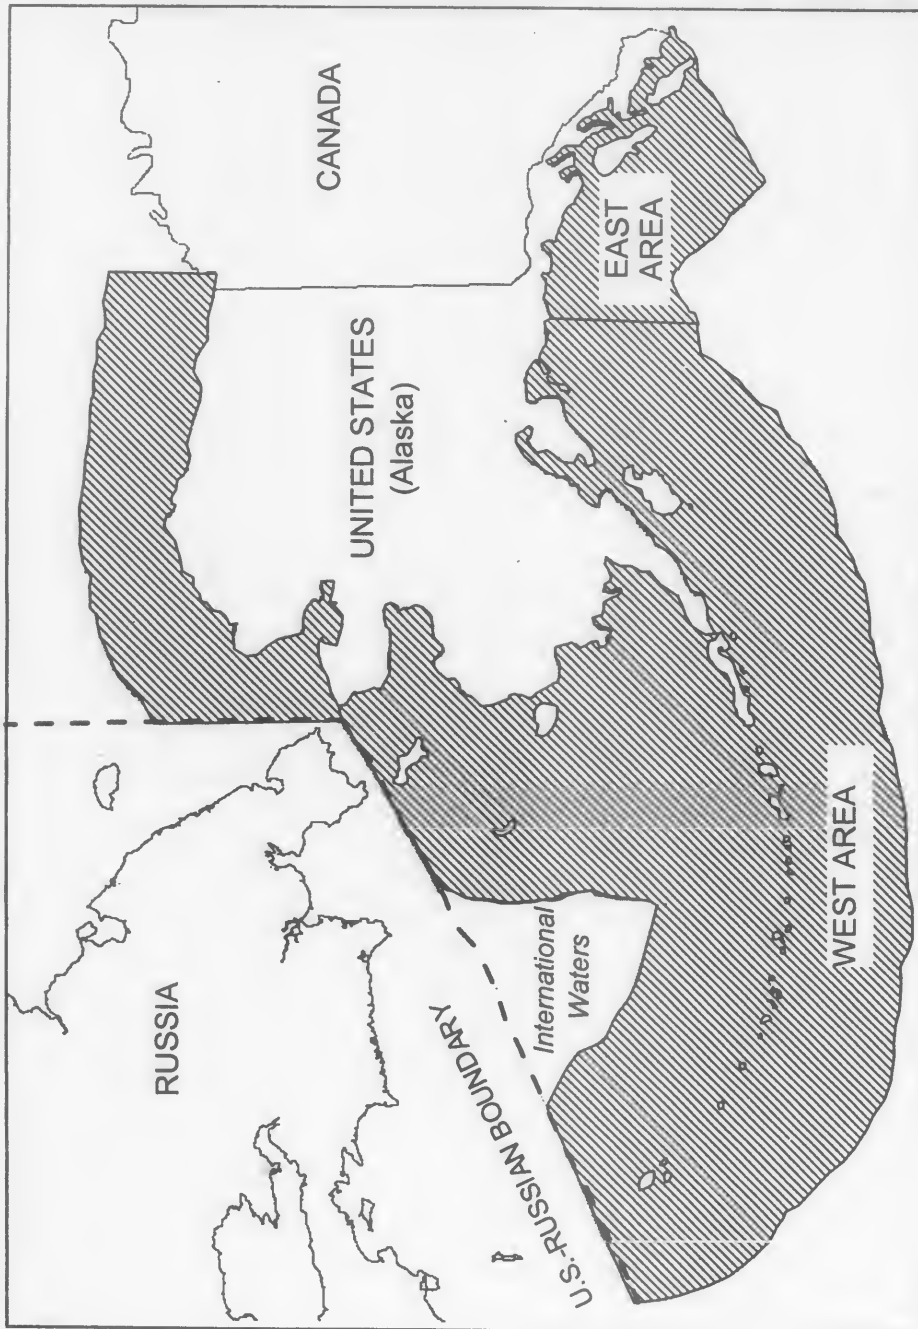 CANADA
UNITED STATES
(Alaska)
EAST
AREA
RUSSIA
International
Waters
U.S.-RUSSIAN BOUNDARY
WEST AREA